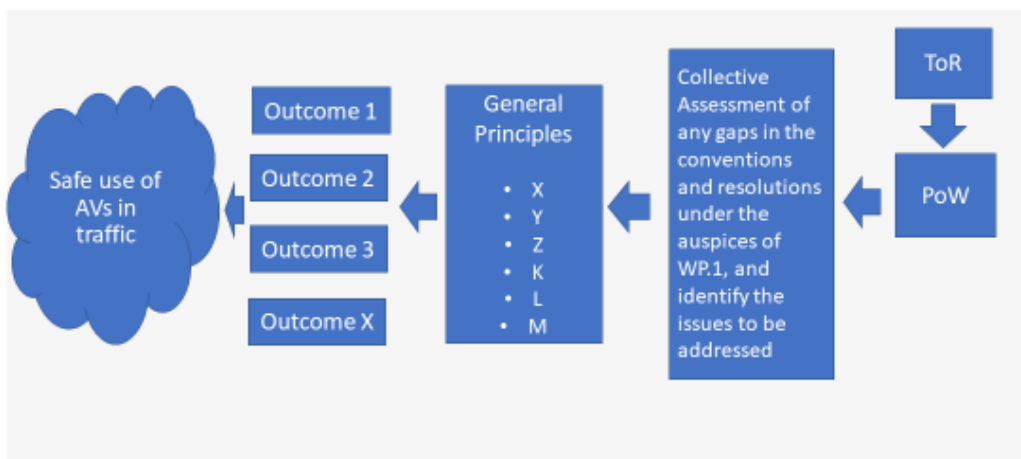 Safe use of
AVs in
traffic
Outcome 1
Outcome 2
Outcome 3
Outcome X
General
Principles
• X
• Y
• Z
• K
• L
• M
Collective
Assessment of
any gaps in the
conventions
and resolutions
under the
auspices of
WP.1, and
identify the
issues to be
addressed
ToR
PoW